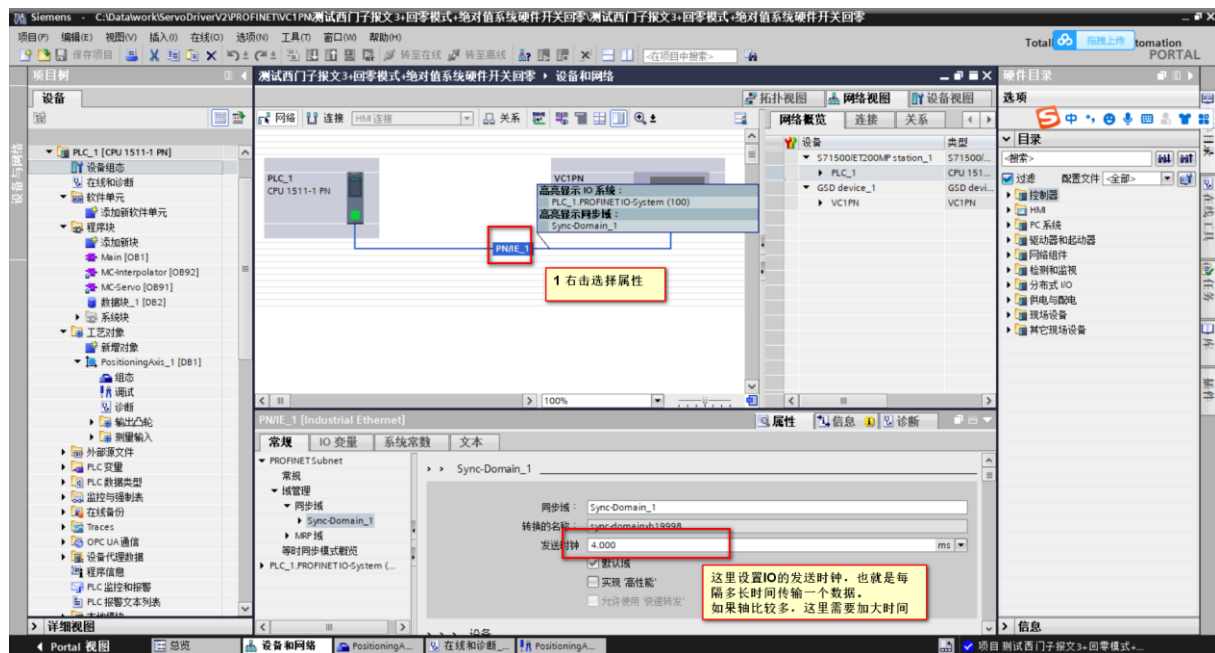 Siemens - C:\Data\work\ServoDriverV2\PROFINET\VC1PN\测试西门子报文3+回零模式+绝对值系统硬件开关回零\测试西门子报文3+回零模式+绝对值系统硬件开关回零
项目(P) 编辑(E) 视图(V) 插入(I) 在线(O) 选项(N) 工具(T) 窗口(W) 帮助(H)
保存项目 转至在线 转至离线 <在项目中搜索>
Totall 拖拽上传 tomation
PORTAL
项目树
设备
设备与网络
PLC_1 [CPU 1511-1 PN]
设备组态
在线和诊断
软件单元
添加新软件单元
程序块
添加新块
Main [OB1]
MC-Interpolator [OB92]
MC-Servo [OB91]
数据块_1 [DB2]
系统块
工艺对象
新增对象
PositioningAxis_1 [DB1]
组态
调试
诊断
输出凸轮
测量输入
外部源文件
PLC 变量
PLC 数据类型
监控与强制表
在线备份
Traces
OPC UA 通信
设备代理数据
程序信息
PLC 监控和报警
PLC 报警文本列表
本地模块
详细视图
测试西门子报文3+回零模式+绝对值系统硬件开关回零 设备和网络
拓扑视图 网络视图 设备视图
网络 连接 HMI 连接 关系
PLC_1
CPU 1511-1 PN
VC1PN
高亮显示 IO 系统：
PLC_1.PROFINET IO-System (100)
高亮显示同步域：
Sync-Domain_1
PN/IE_1
1 右击选择属性
100%
网络概览 连接 关系
设备 类型
S71500/ET200MP station_1 S71500/...
PLC_1 CPU 151...
GSD device_1 GSD devi...
VC1PN VC1PN
PN/IE_1 [Industrial Ethernet]
属性 信息 诊断
常规 IO 变量 系统常数 文本
PROFINET Subnet
常规
域管理
同步域
Sync-Domain_1
MRP 域
等时同步模式概览
PLC_1.PROFINET IO-System (...
Sync-Domain_1
同步域： Sync-Domain_1
转换的名称： sync-domainxb19998
发送时钟 4.000 ms
默认域
实现 '高性能'
允许使用 '快速转发'
这里设置IO的发送时钟，也就是每
隔多长时间传输一个数据。
如果轴比较多，这里需要加大时间
设备
硬件目录
选项
中
目录
<搜索>
过滤 配置文件 <全部>
控制器
HMI
PC 系统
驱动器和起动器
网络组件
检测和监视
分布式 I/O
供电与配电
现场设备
其它现场设备
信息
在线工具
任务
库
插件
Portal 视图 总览 设备和网络 PositioningA... 在线和诊断_... PositioningA...
项目 测试西门子报文3+回零模式+...